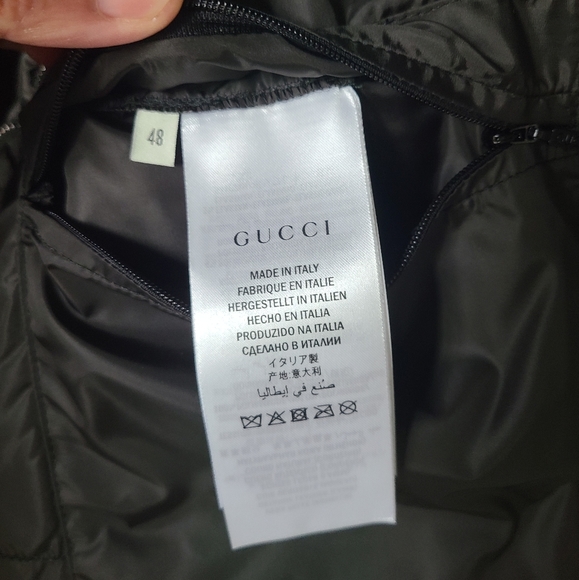 48
GUCCI
MADE IN ITALY
FABRIQUE EN ITALIE
HERGESTELLT IN ITALIEN
HECHO EN ITALIA
PRODUZIDO NA ITALIA
СДЕЛАНО В ИТАЛИИ
イタリア製
产地:意大利
صنع في إيطاليا